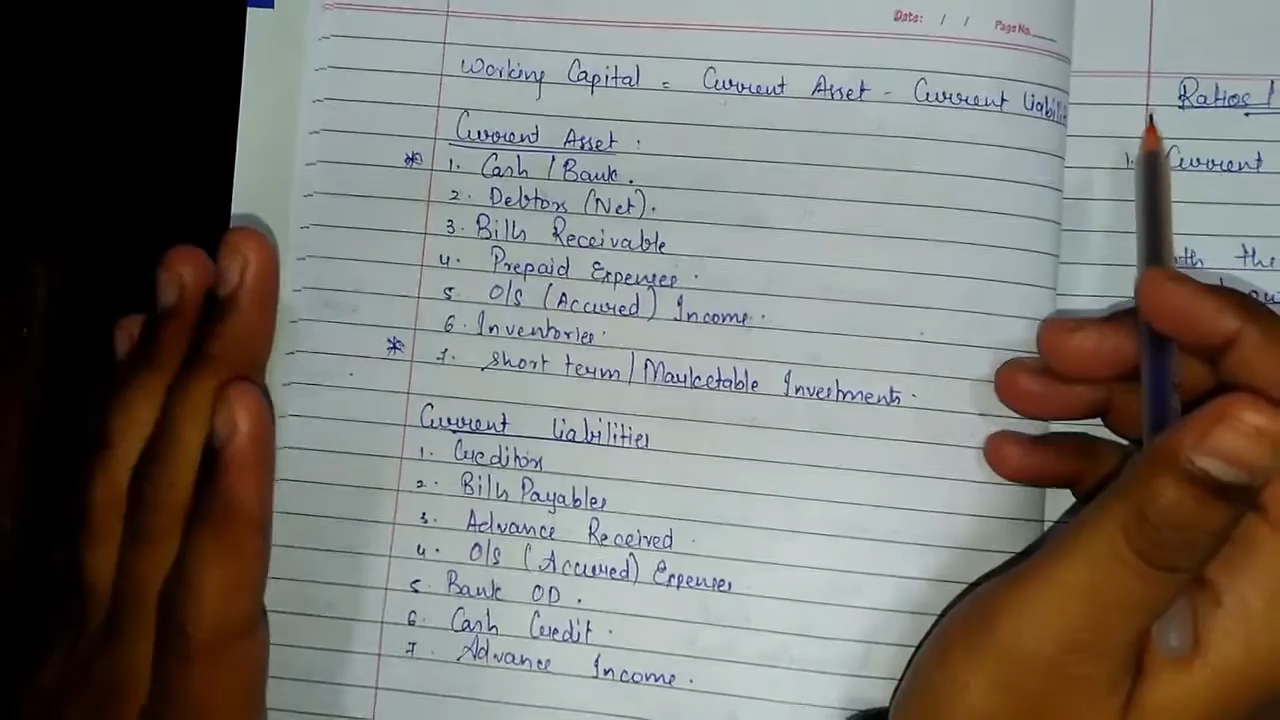 Date: / / Page No.
Working Capital = Current Asset - Current Liabili
Current Asset :
* 1. Cash / Bank.
2. Debtors (Net).
3. Bills Receivable
4. Prepaid Expenses.
5 O/S (Accured) Income.
6. Inventories.
* 7. Short term / Marketable Investments.
Current Liabilities
1. Creditors
2. Bills Payables
3. Advance Received.
4. O/S (Accured) Expenses
5. Bank OD.
6. Cash Credit.
7. Advance Income.
Ratios
1. Current
the